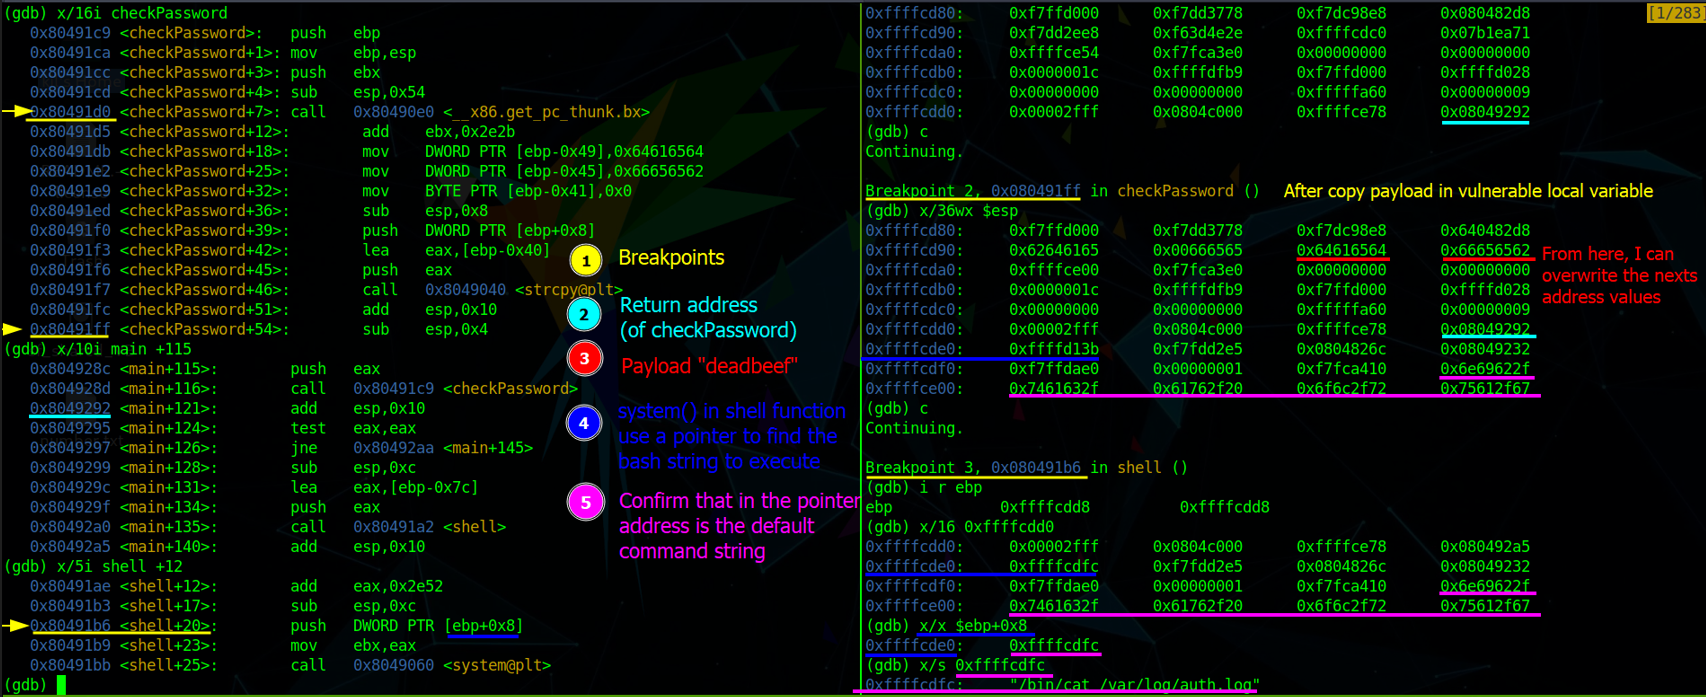 (gdb) x/16i checkPassword
0x80491c9 <checkPassword>: push ebp
0x80491ca <checkPassword+1>: mov ebp,esp
0x80491cc <checkPassword+3>: push ebx
0x80491cd <checkPassword+4>: sub esp,0x54
0x80491d0 <checkPassword+7>: call 0x80490e0 <__x86.get_pc_thunk.bx>
0x80491d5 <checkPassword+12>: add ebx,0x2e2b
0x80491db <checkPassword+18>: mov DWORD PTR [ebp-0x49],0x64616564
0x80491e2 <checkPassword+25>: mov DWORD PTR [ebp-0x45],0x66656562
0x80491e9 <checkPassword+32>: mov BYTE PTR [ebp-0x41],0x0
0x80491ed <checkPassword+36>: sub esp,0x8
0x80491f0 <checkPassword+39>: push DWORD PTR [ebp+0x8]
0x80491f3 <checkPassword+42>: lea eax,[ebp-0x40]
0x80491f6 <checkPassword+45>: push eax
0x80491f7 <checkPassword+46>: call 0x8049040 <strcpy@plt>
0x80491fc <checkPassword+51>: add esp,0x10
0x80491ff <checkPassword+54>: sub esp,0x4
(gdb) x/10i main +115
0x804928c <main+115>: push eax
0x804928d <main+116>: call 0x80491c9 <checkPassword>
0x8049292 <main+121>: add esp,0x10
0x8049295 <main+124>: test eax,eax
0x8049297 <main+126>: jne 0x80492aa <main+145>
0x8049299 <main+128>: sub esp,0xc
0x804929c <main+131>: lea eax,[ebp-0x7c]
0x804929f <main+134>: push eax
0x80492a0 <main+135>: call 0x80491a2 <shell>
0x80492a5 <main+140>: add esp,0x10
(gdb) x/5i shell +12
0x80491ae <shell+12>: add eax,0x2e52
0x80491b3 <shell+17>: sub esp,0xc
0x80491b6 <shell+20>: push DWORD PTR [ebp+0x8]
0x80491b9 <shell+23>: mov ebx,eax
0x80491bb <shell+25>: call 0x8049060 <system@plt>
(gdb)
1 Breakpoints
2 Return address
(of checkPassword)
3 Payload "deadbeef"
4 system() in shell function
use a pointer to find the
bash string to execute
5 Confirm that in the pointer
address is the default
command string
0xffffcd80: 0xf7ffd000 0xf7dd3778 0xf7dc98e8 0x080482d8
[1/283]
0xffffcd90: 0xf7dd2ee8 0xf63d4e2e 0xffffcdc0 0x07b1ea71
0xffffcda0: 0xffffce54 0xf7fca3e0 0x00000000 0x00000000
0xffffcdb0: 0x0000001c 0xffffdfb9 0xf7ffd000 0xffffd028
0xffffcdc0: 0x00000000 0x00000000 0xfffffa60 0x00000009
0xffffcdd0: 0x00002fff 0x0804c000 0xffffce78 0x08049292
(gdb) c
Continuing.
Breakpoint 2, 0x080491ff in checkPassword ()
After copy payload in vulnerable local variable
(gdb) x/36wx $esp
0xffffcd80: 0xf7ffd000 0xf7dd3778 0xf7dc98e8 0x640482d8
0xffffcd90: 0x62646165 0x00666565 0x64616564 0x66656562
0xffffcda0: 0xffffce00 0xf7fca3e0 0x00000000 0x00000000
0xffffcdb0: 0x0000001c 0xffffdfb9 0xf7ffd000 0xffffd028
0xffffcdc0: 0x00000000 0x00000000 0xfffffa60 0x00000009
0xffffcdd0: 0x00002fff 0x0804c000 0xffffce78 0x08049292
0xffffcde0: 0xffffd13b 0xf7fdd2e5 0x0804826c 0x08049232
0xffffcdf0: 0xf7ffdae0 0x00000001 0xf7fca410 0x6e69622f
0xffffce00: 0x7461632f 0x61762f20 0x6f6c2f72 0x75612f67
From here, I can
overwrite the nexts
address values
(gdb) c
Continuing.
Breakpoint 3, 0x080491b6 in shell ()
(gdb) i r ebp
ebp 0xffffcdd8 0xffffcdd8
(gdb) x/16 0xffffcdd0
0xffffcdd0: 0x00002fff 0x0804c000 0xffffce78 0x080492a5
0xffffcde0: 0xffffcdfc 0xf7fdd2e5 0x0804826c 0x08049232
0xffffcdf0: 0xf7ffdae0 0x00000001 0xf7fca410 0x6e69622f
0xffffce00: 0x7461632f 0x61762f20 0x6f6c2f72 0x75612f67
(gdb) x/x $ebp+0x8
0xffffcde0: 0xffffcdfc
(gdb) x/s 0xffffcdfc
0xffffcdfc: "/bin/cat /var/log/auth.log"